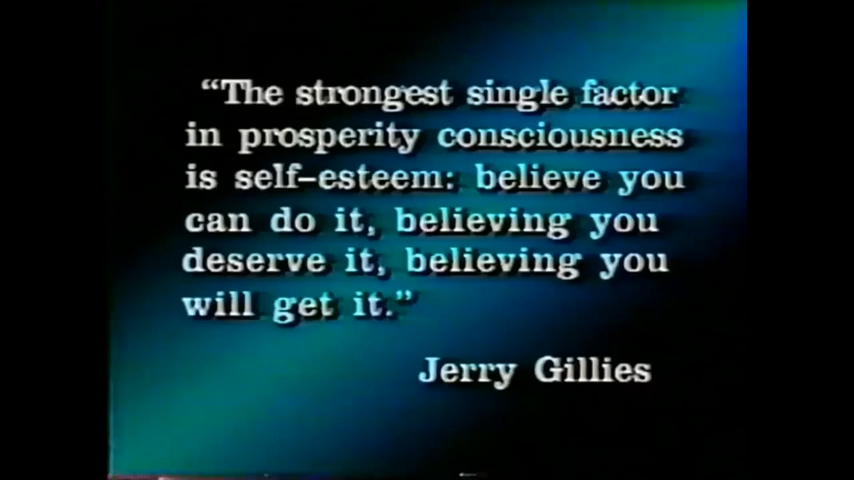 “The strongest single factor
in prosperity consciousness
is self-esteem: believe you
can do it, believing you
deserve it, believing you
will get it.”
Jerry Gillies